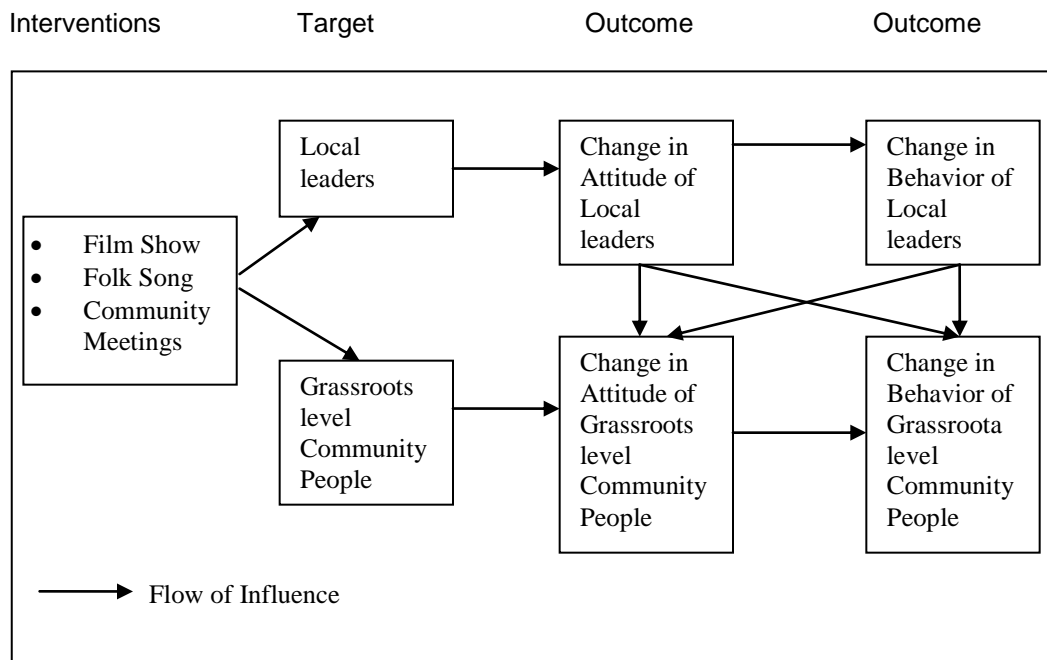 Interventions Target Outcome Outcome
Local
leaders
Change in
Attitude of
Local
leaders
Change in
Behavior of
Local
leaders
• Film Show
• Folk Song
• Community
Meetings
Grassroots
level
Community
People
Change in
Attitude of
Grassroots
level
Community
People
Change in
Behavior of
Grassroota
level
Community
People
Flow of Influence